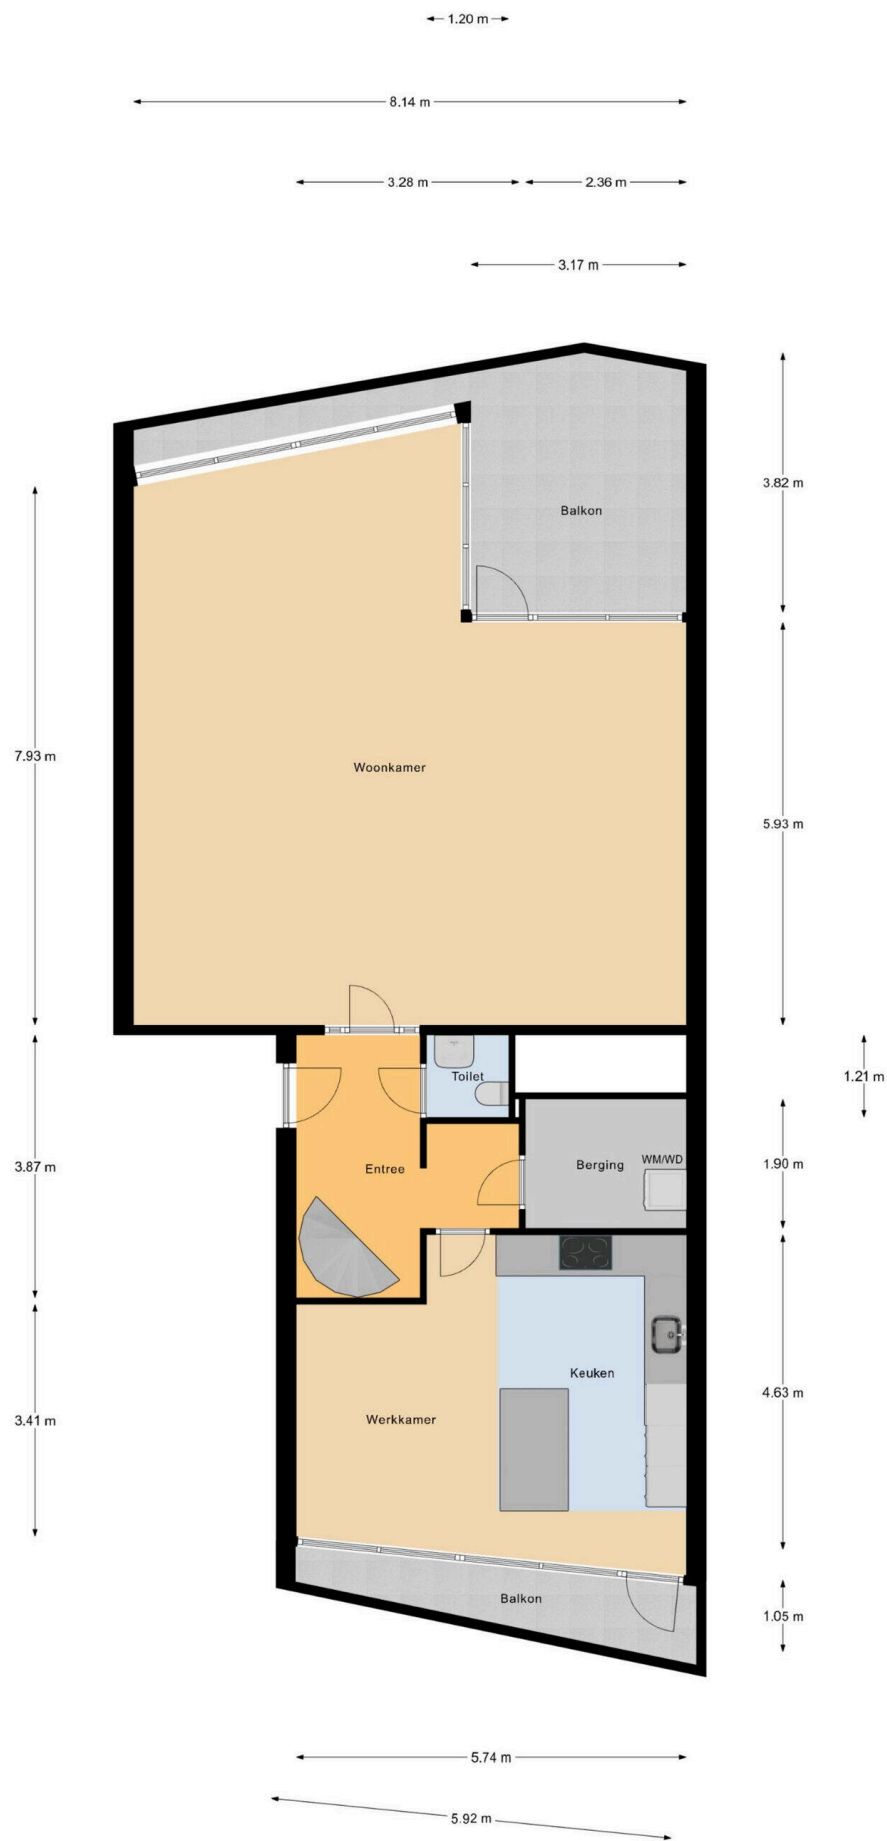 1.20 m
8.14 m
3.28 m
2.36 m
3.17 m
3.82 m
Balkon
7.93 m
Woonkamer
5.93 m
Toilet
1.21 m
3.87 m
Entree
Berging
WM/WD
1.90 m
Keuken
4.63 m
3.41 m
Werkkamer
Balkon
1.05 m
5.74 m
5.92 m